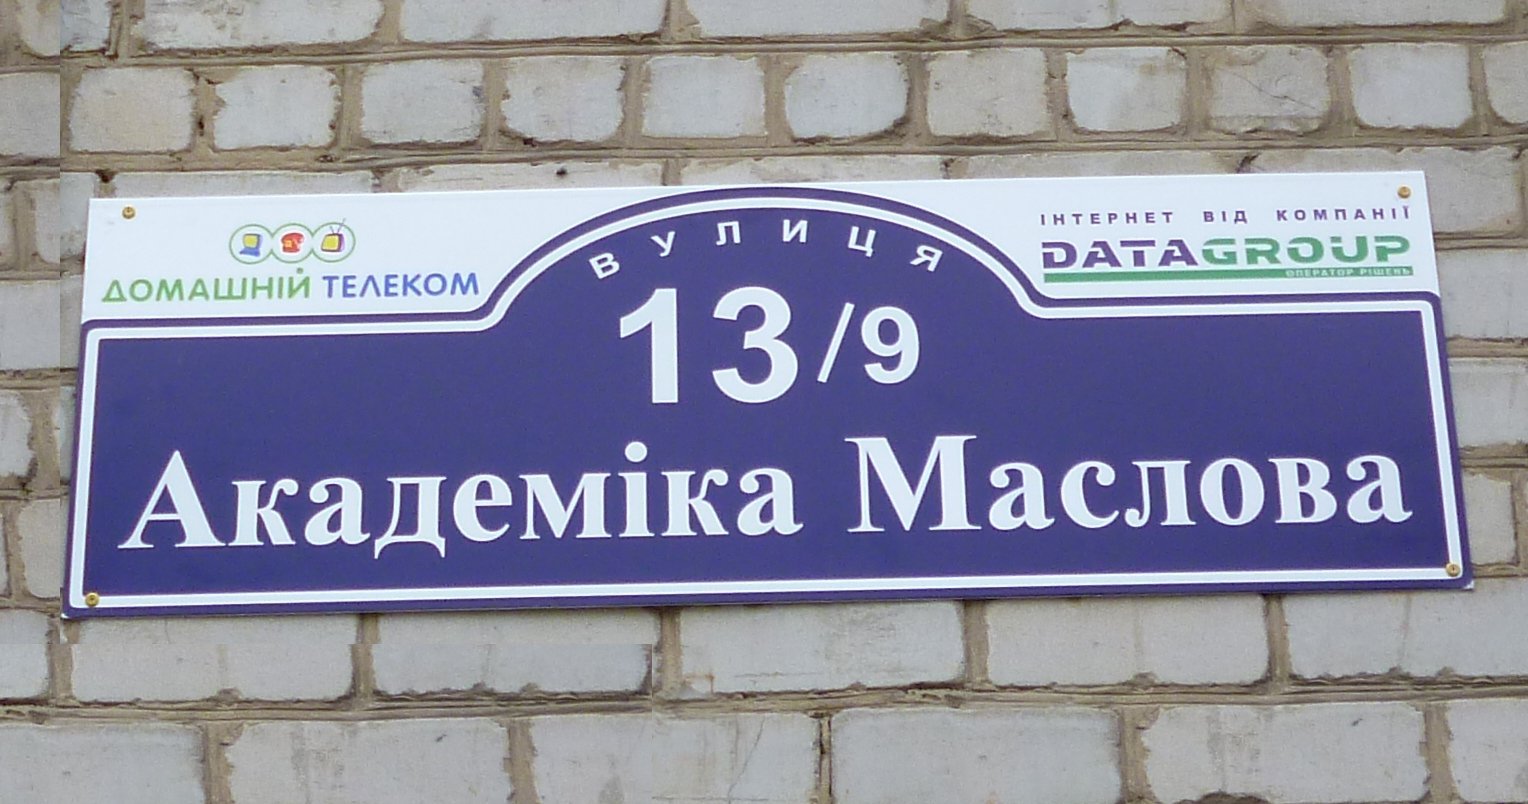 ДОМАШНІЙ ТЕЛЕКОМ
ІНТЕРНЕТ ВІД КОМПАНІЇ
DATAGROUP
ОПЕРАТОР РІШЕНЬ
ВУЛИЦЯ
13/9
Академіка Маслова